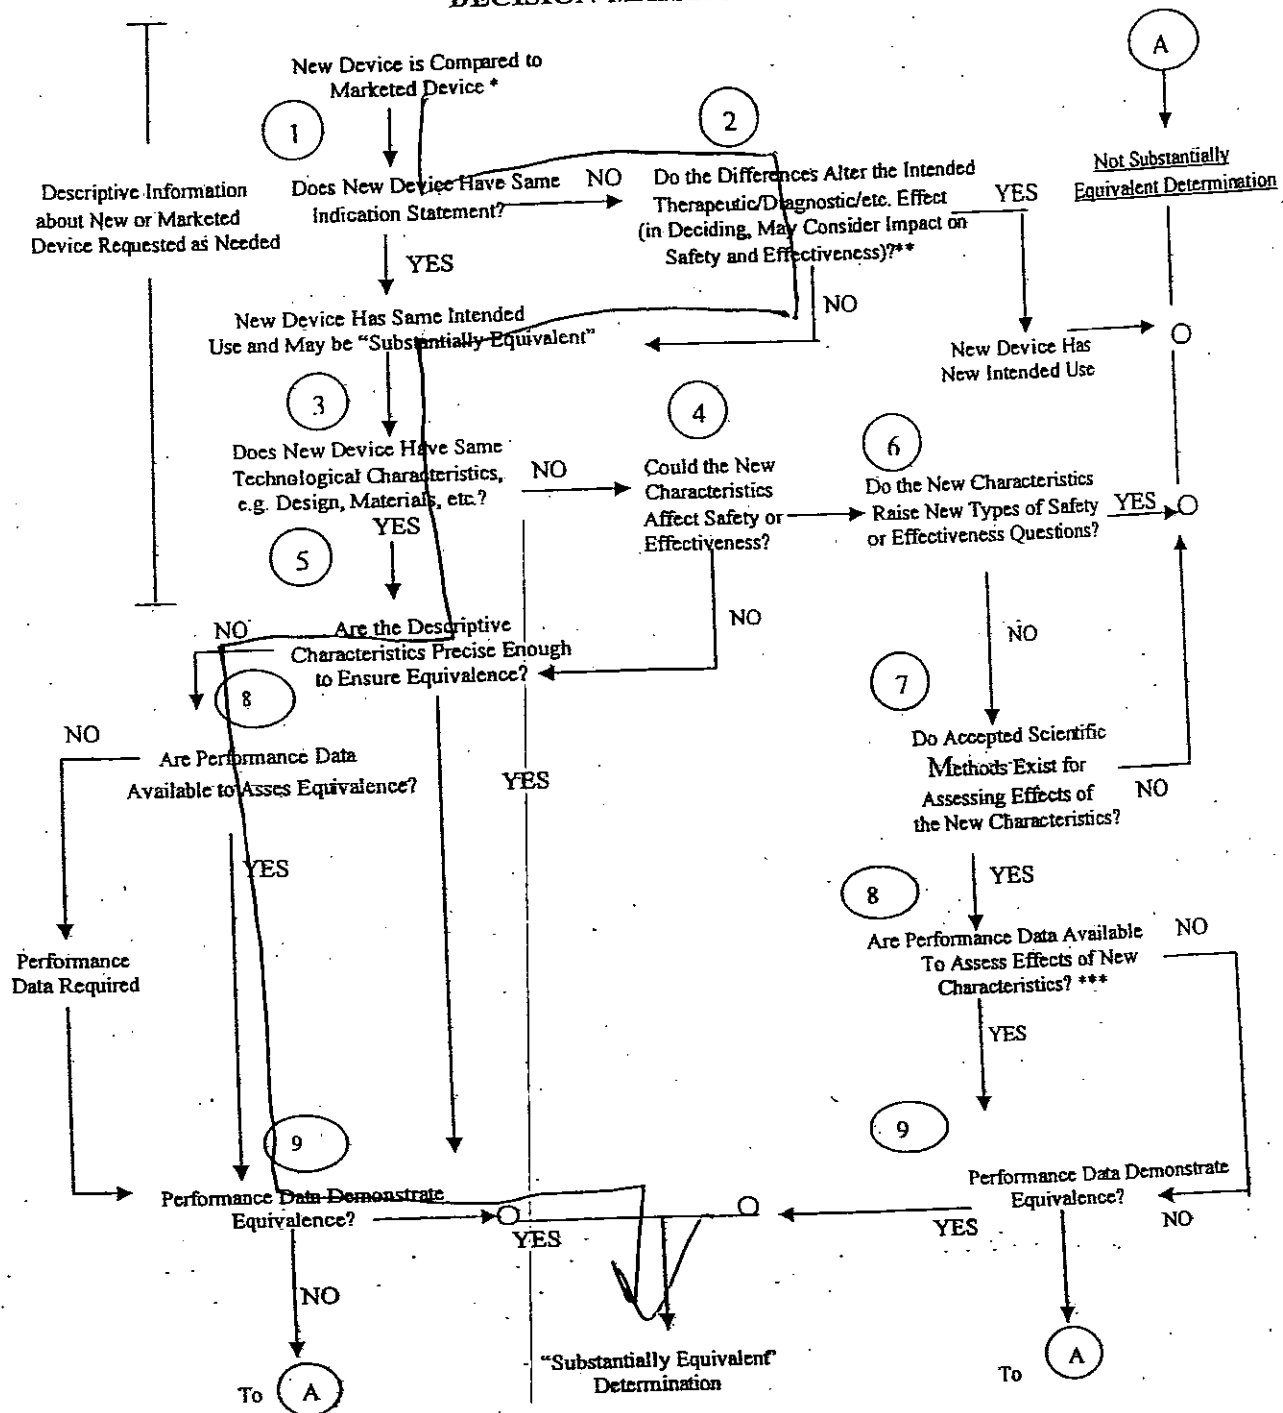 A
New Device is Compared to
Marketed Device *
1
2
Descriptive Information
about New or Marketed
Device Requested as Needed
Does New Device Have Same
Indication Statement?
NO
Do the Differences Alter the Intended
Therapeutic/Diagnostic/etc. Effect
(in Deciding, May Consider Impact on
Safety and Effectiveness)?**
YES
Not Substantially
Equivalent Determination
YES
NO
New Device Has Same Intended
Use and May be "Substantially Equivalent"
New Device Has
New Intended Use
3
4
6
Does New Device Have Same
Technological Characteristics,
e.g. Design, Materials, etc.?
NO
Could the New
Characteristics
Affect Safety or
Effectiveness?
Do the New Characteristics
Raise New Types of Safety
or Effectiveness Questions?
YES
YES
5
NO
Are the Descriptive
Characteristics Precise Enough
to Ensure Equivalence?
NO
NO
8
7
NO
Are Performance Data
Available to Asses Equivalence?
YES
YES
Do Accepted Scientific
Methods Exist for
Assessing Effects of
the New Characteristics?
NO
YES
8
Are Performance Data Available
To Assess Effects of New
Characteristics? ***
NO
YES
Performance
Data Required
9
9
Performance Data Demonstrate
Equivalence?
YES
Performance Data Demonstrate
Equivalence?
YES
NO
NO
"Substantially Equivalent"
Determination
To A
To A